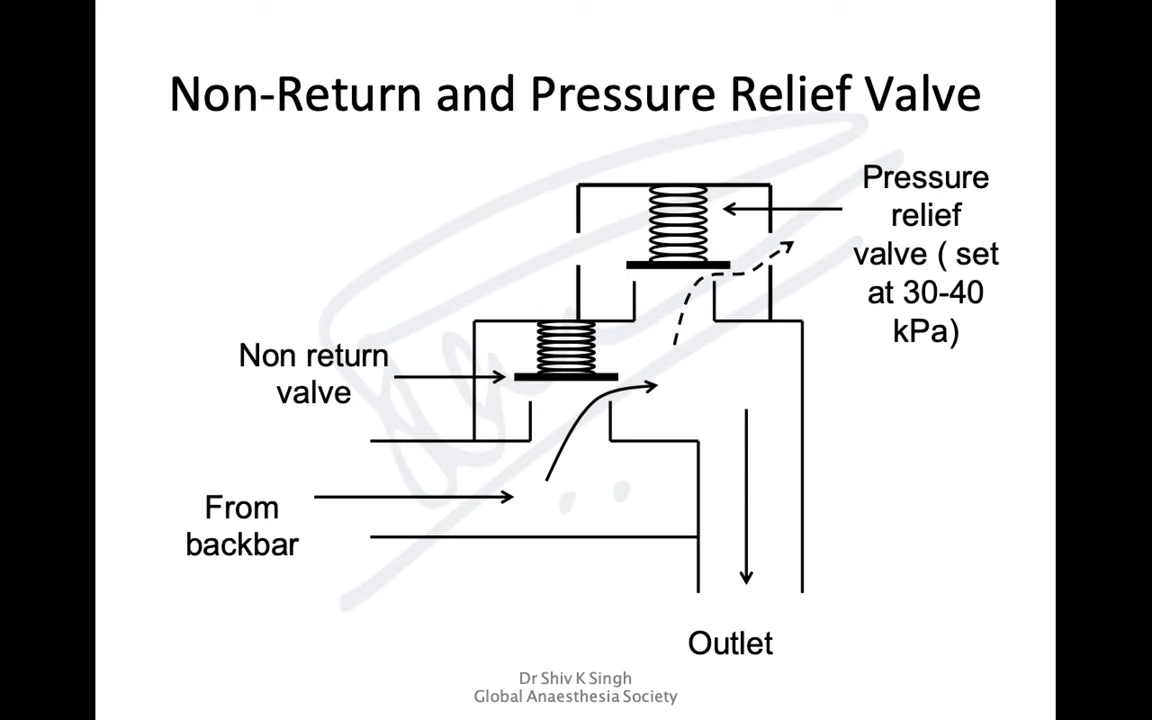 Non-Return and Pressure Relief Valve
Pressure
relief
valve ( set
at 30-40
kPa)
Non return
valve
From
backbar
Outlet
Dr Shiv K Singh
Global Anaesthesia Society